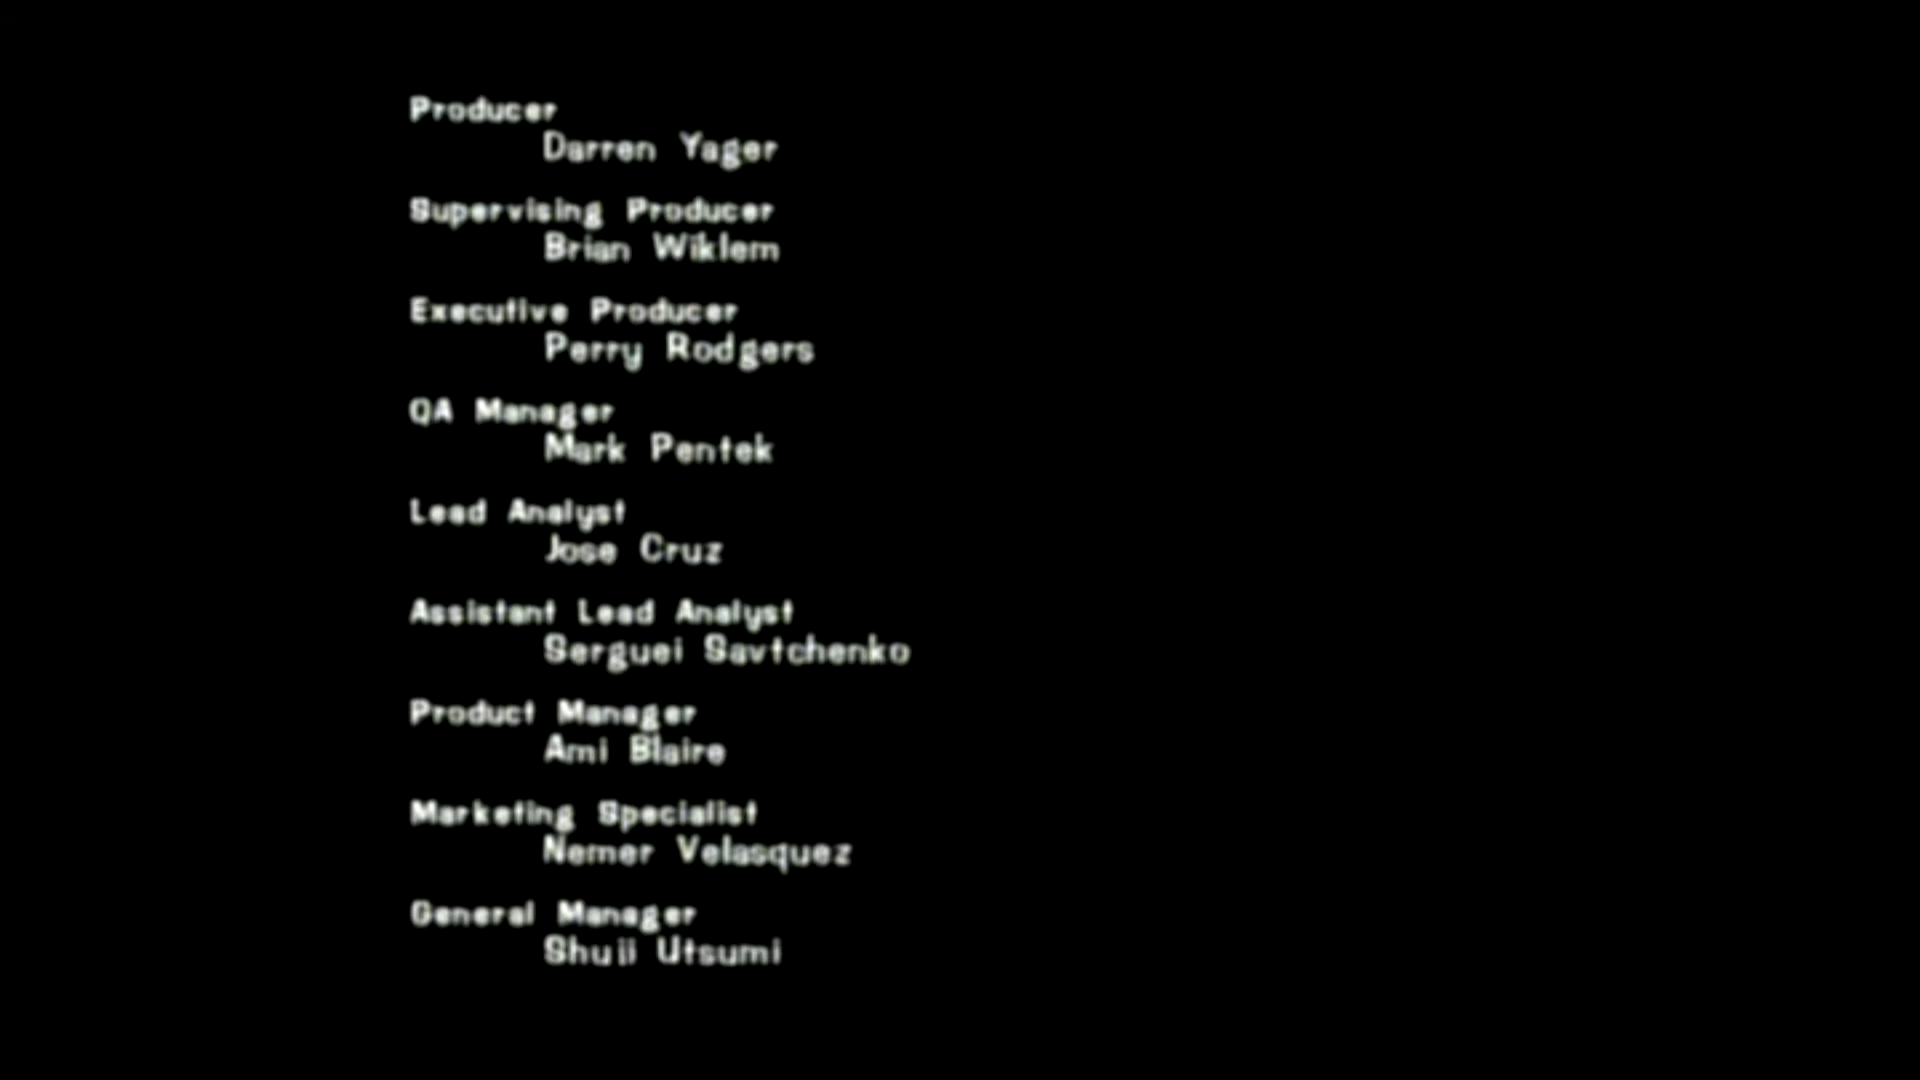 Producer
Darren Yager
Supervising Producer
Brian Wiklem
Executive Producer
Perry Rodgers
QA Manager
Mark Pentek
Lead Analyst
Jose Cruz
Assistant Lead Analyst
Serguei Savtchenko
Product Manager
Ami Blaire
Marketing Specialist
Nemer Velasquez
General Manager
Shuji Utsumi